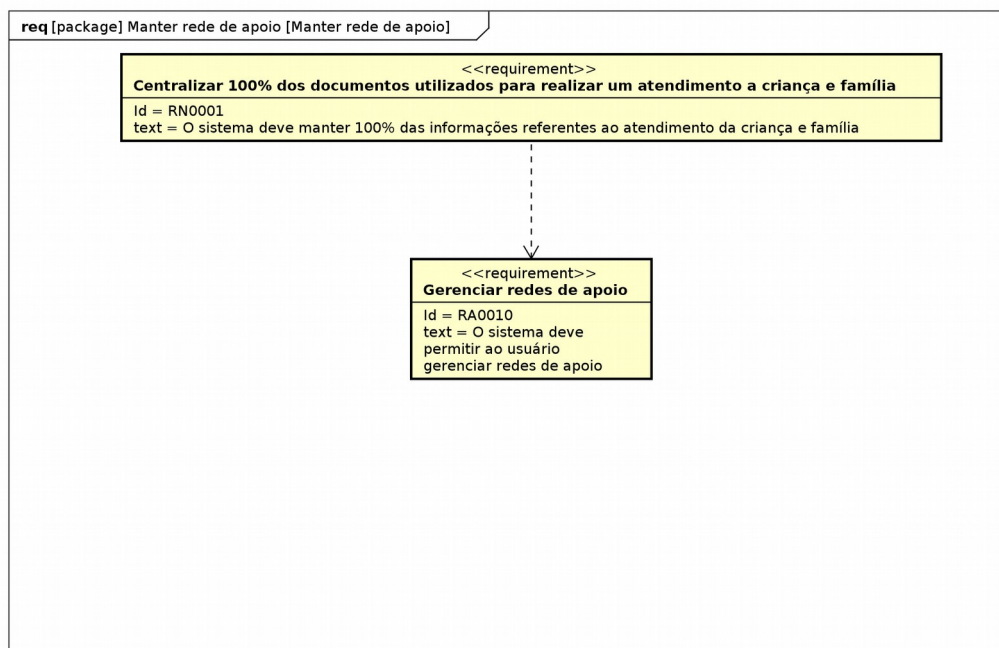 req [package] Manter rede de apoio [Manter rede de apoio]
<<requirement>>
Centralizar 100% dos documentos utilizados para realizar um atendimento a criança e família
Id = RN0001
text = O sistema deve manter 100% das informações referentes ao atendimento da criança e família
<<requirement>>
Gerenciar redes de apoio
Id = RA0010
text = O sistema deve
permitir ao usuário
gerenciar redes de apoio